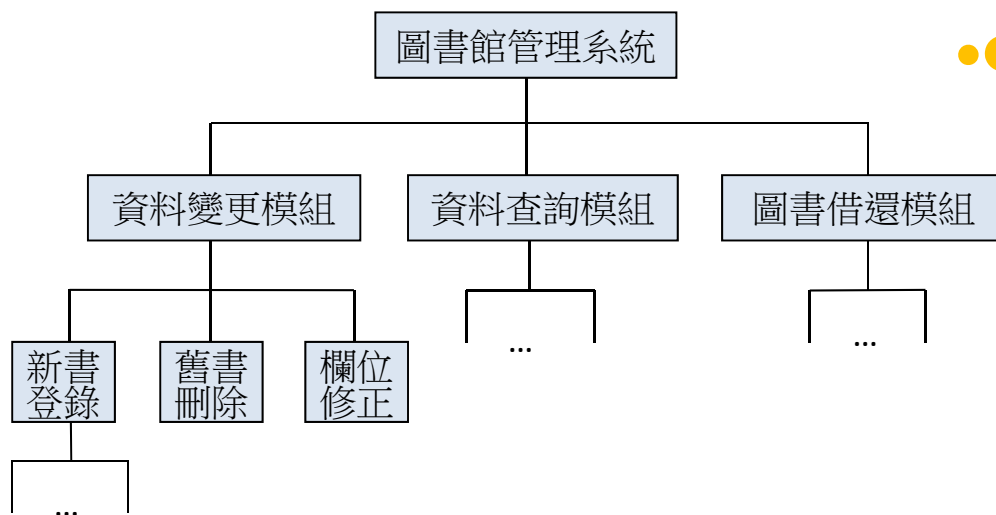 圖書館管理系統
資料變更模組
資料查詢模組
圖書借還模組
新書
登錄
舊書
刪除
欄位
修正
...
...
...